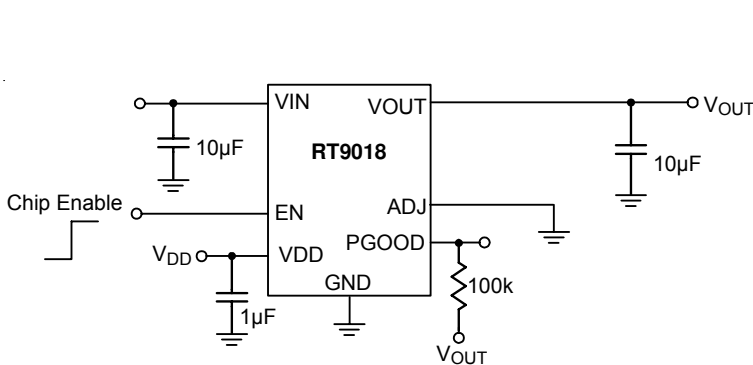 VIN
VOUT
VOUT
10µF
RT9018
10µF
Chip Enable
EN
ADJ
VDD
VDD
PGOOD
GND
100k
1µF
VOUT